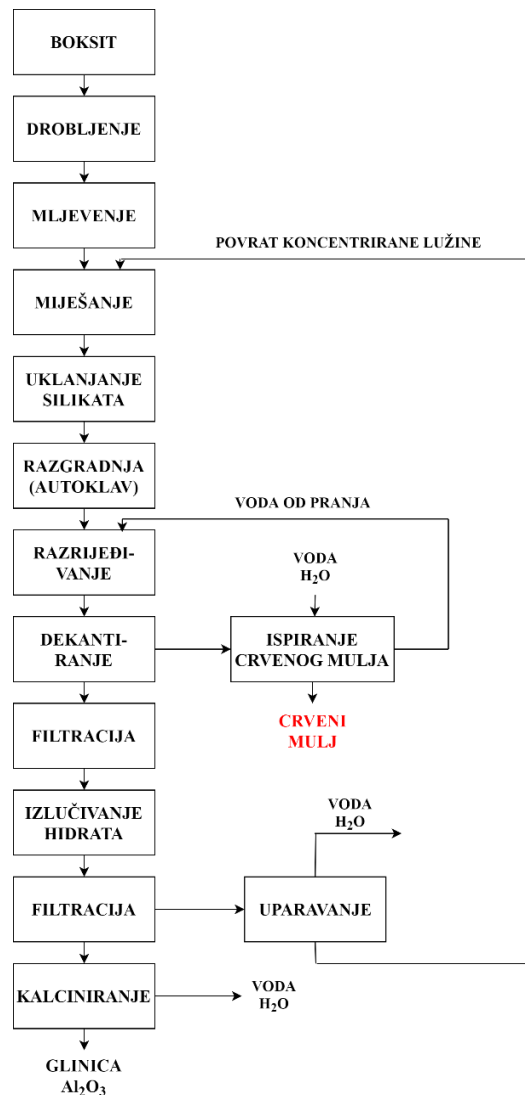 BOKSIT
DROBLJENJE
MLJEVENJE
POVRAT KONCENTRIRANE LUŽINE
MIJEŠANJE
UKLANJANJE
SILIKATA
RAZGRADNJA
(AUTOKLAV)
VODA OD PRANJA
RAZRIJEĐI-
VANJE
VODA
H₂O
DEKANTI-
RANJE
ISPIRANJE
CRVENOG MULJA
CRVENI
MULJ
FILTRACIJA
IZLUČIVANJE
HIDRATA
VODA
H₂O
FILTRACIJA
UPARAVANJE
KALCINIRANJE
VODA
H₂O
GLINICA
Al₂O₃